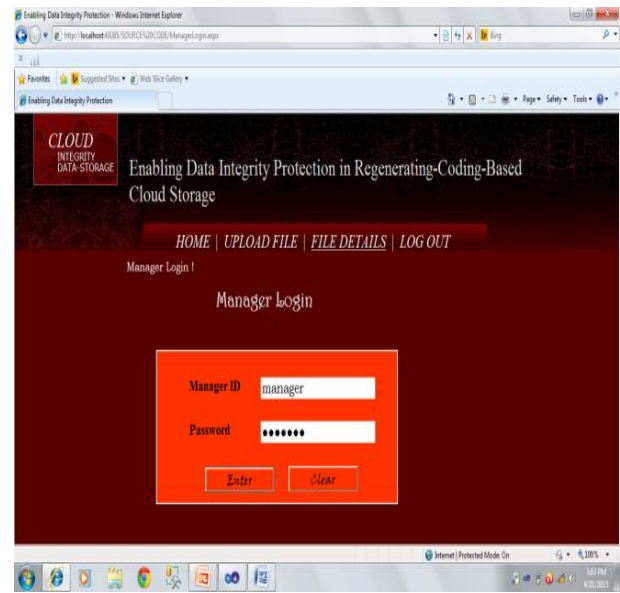 Enabling Data Integrity Protection - Windows Internet Explorer
Bing
Favorites Suggested Sites Web Slice Gallery
Enabling Data Integrity Protection Page Safety Tools
CLOUD
INTEGRITY
DATA-STORAGE
Enabling Data Integrity Protection in Regenerating-Coding-Based
Cloud Storage
HOME | UPLOAD FILE | FILE DETAILS | LOG OUT
Manager Login !
Manager Login
Manager ID manager
Password ●●●●●●●
Enter Clear
Internet | Protected Mode: On 100%